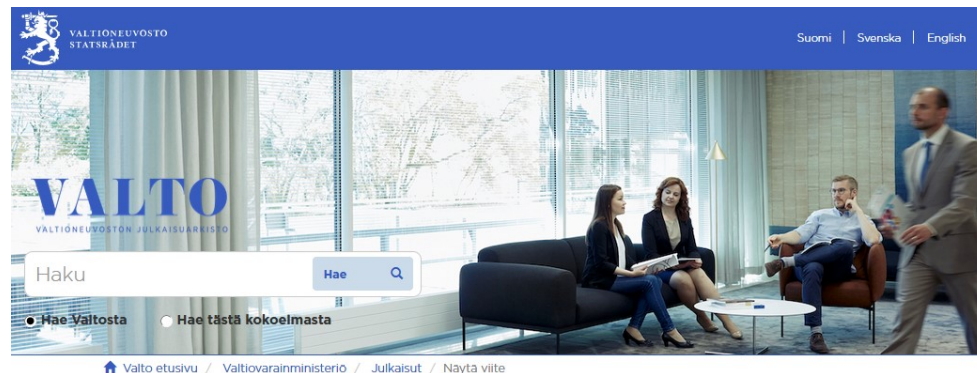 VALTIONEUVOSTO
STATSRÅDET
Suomi | Svenska | English
VALTO
VALTIONEUVOSTON JULKAISUARKISTO
Haku
Hae
Hae Valtosta Hae tästä kokoelmasta
Valto etusivu / Valtiovarainministeriö / Julkaisut / Näytä viite